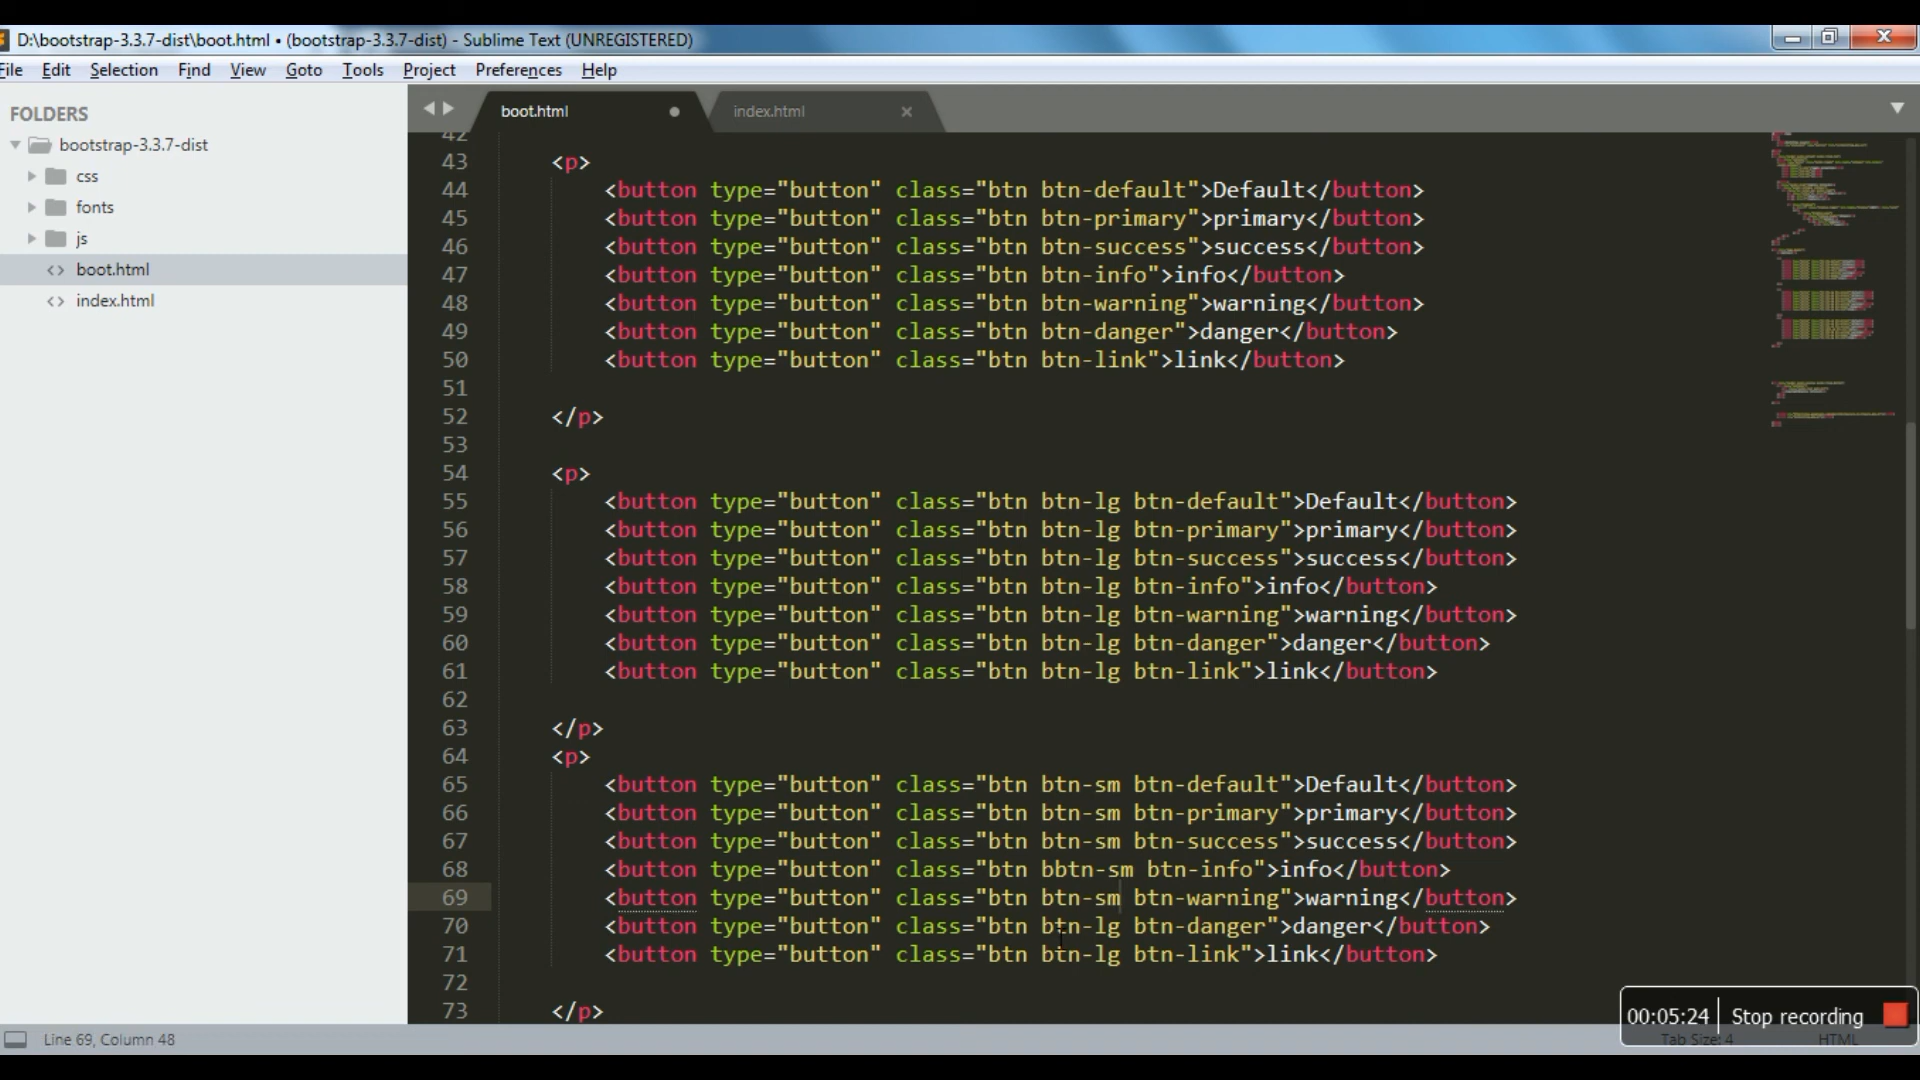 D:\bootstrap-3.3.7-dist\boot.html • (bootstrap-3.3.7-dist) - Sublime Text (UNREGISTERED)
File Edit Selection Find View Goto Tools Project Preferences Help
FOLDERS
bootstrap-3.3.7-dist
css
fonts
js
boot.html
index.html
boot.html index.html
42
43 <p>
44 <button type="button" class="btn btn-default">Default</button>
45 <button type="button" class="btn btn-primary">primary</button>
46 <button type="button" class="btn btn-success">success</button>
47 <button type="button" class="btn btn-info">info</button>
48 <button type="button" class="btn btn-warning">warning</button>
49 <button type="button" class="btn btn-danger">danger</button>
50 <button type="button" class="btn btn-link">link</button>
51
52 </p>
53
54 <p>
55 <button type="button" class="btn btn-lg btn-default">Default</button>
56 <button type="button" class="btn btn-lg btn-primary">primary</button>
57 <button type="button" class="btn btn-lg btn-success">success</button>
58 <button type="button" class="btn btn-lg btn-info">info</button>
59 <button type="button" class="btn btn-lg btn-warning">warning</button>
60 <button type="button" class="btn btn-lg btn-danger">danger</button>
61 <button type="button" class="btn btn-lg btn-link">link</button>
62
63 </p>
64 <p>
65 <button type="button" class="btn btn-sm btn-default">Default</button>
66 <button type="button" class="btn btn-sm btn-primary">primary</button>
67 <button type="button" class="btn btn-sm btn-success">success</button>
68 <button type="button" class="btn bbtn-sm btn-info">info</button>
69 <button type="button" class="btn btn-sm btn-warning">warning</button>
70 <button type="button" class="btn btn-lg btn-danger">danger</button>
71 <button type="button" class="btn btn-lg btn-link">link</button>
72
73 </p>
00:05:24 Stop recording
Line 69, Column 48 Tab Size: 4 HTML